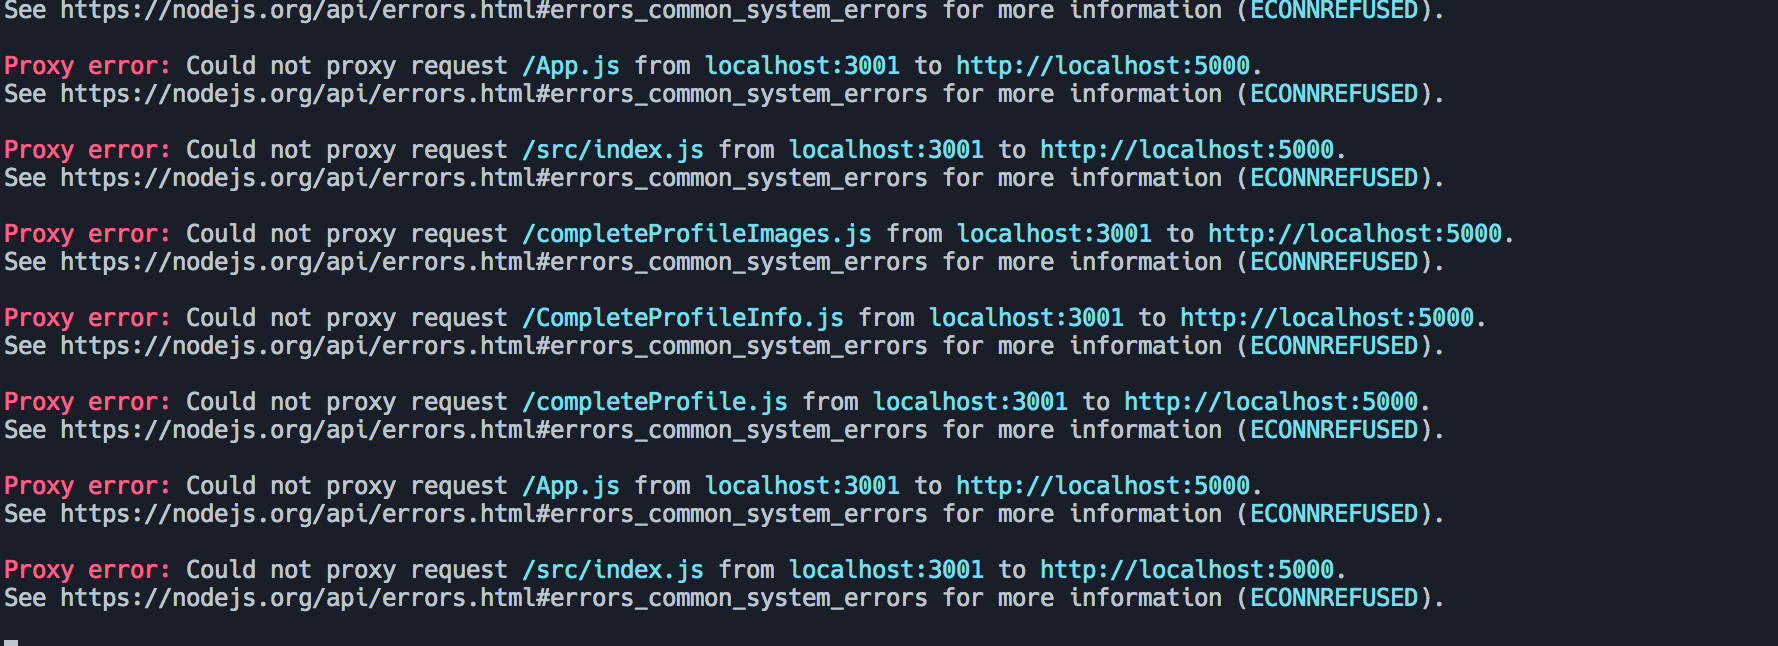 See https://nodejs.org/api/errors.html#errors_common_system_errors for more information (ECONNREFUSED).
Proxy error: Could not proxy request /App.js from localhost:3001 to http://localhost:5000.
See https://nodejs.org/api/errors.html#errors_common_system_errors for more information (ECONNREFUSED).
Proxy error: Could not proxy request /src/index.js from localhost:3001 to http://localhost:5000.
See https://nodejs.org/api/errors.html#errors_common_system_errors for more information (ECONNREFUSED).
Proxy error: Could not proxy request /completeProfileImages.js from localhost:3001 to http://localhost:5000.
See https://nodejs.org/api/errors.html#errors_common_system_errors for more information (ECONNREFUSED).
Proxy error: Could not proxy request /CompleteProfileInfo.js from localhost:3001 to http://localhost:5000.
See https://nodejs.org/api/errors.html#errors_common_system_errors for more information (ECONNREFUSED).
Proxy error: Could not proxy request /completeProfile.js from localhost:3001 to http://localhost:5000.
See https://nodejs.org/api/errors.html#errors_common_system_errors for more information (ECONNREFUSED).
Proxy error: Could not proxy request /App.js from localhost:3001 to http://localhost:5000.
See https://nodejs.org/api/errors.html#errors_common_system_errors for more information (ECONNREFUSED).
Proxy error: Could not proxy request /src/index.js from localhost:3001 to http://localhost:5000.
See https://nodejs.org/api/errors.html#errors_common_system_errors for more information (ECONNREFUSED).